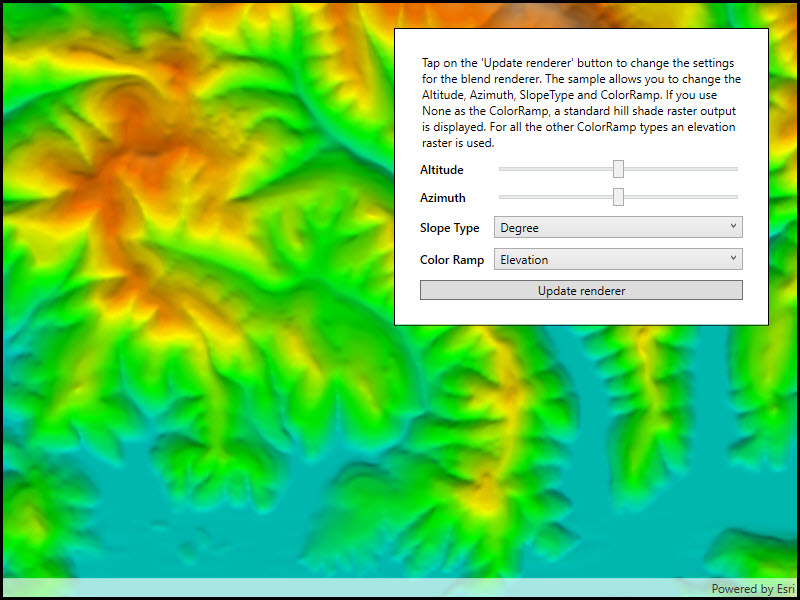 Tap on the 'Update renderer' button to change the settings
for the blend renderer. The sample allows you to change the
Altitude, Azimuth, SlopeType and ColorRamp. If you use
None as the ColorRamp, a standard hill shade raster output
is displayed. For all the other ColorRamp types an elevation
raster is used.
Altitude
Azimuth
Slope Type Degree
Color Ramp Elevation
Update renderer
Powered by Esri